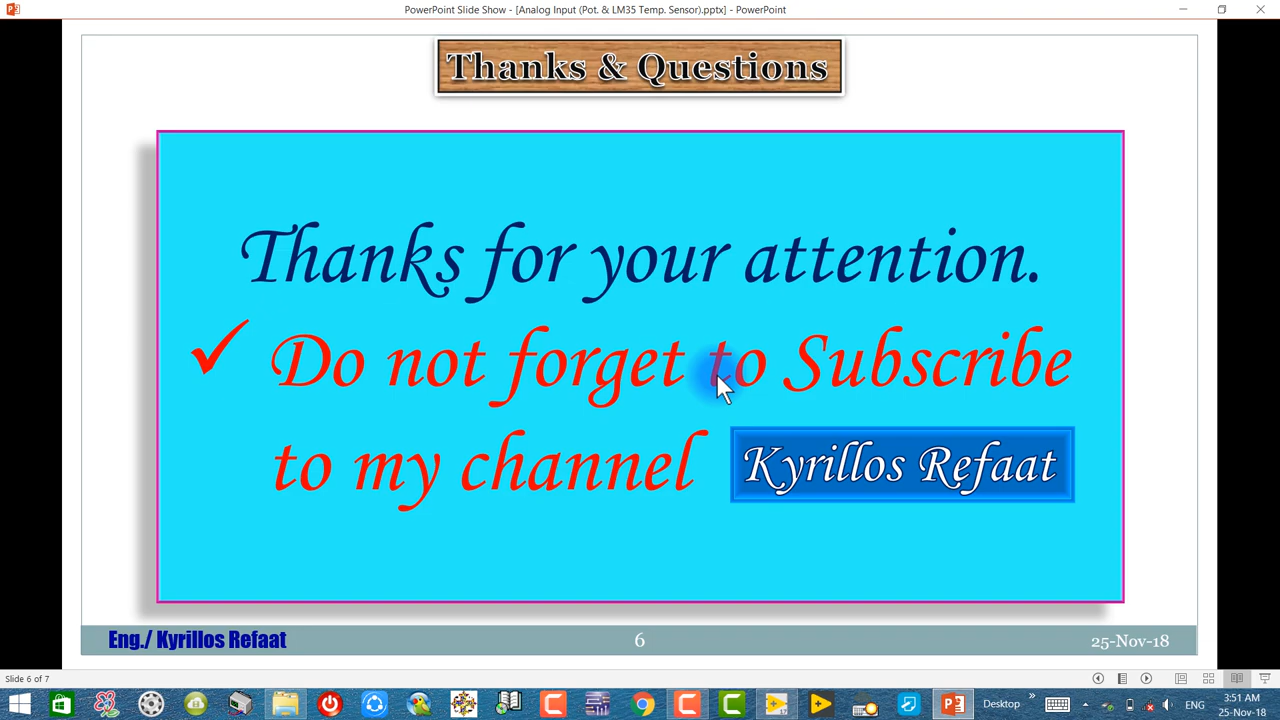 PowerPoint Slide Show - [Analog Input (Pot. & LM35 Temp. Sensor).pptx] - PowerPoint
Thanks & Questions
Thanks for your attention.
✓ Do not forget to Subscribe
to my channel Kyrillos Refaat
Eng./ Kyrillos Refaat 6 25-Nov-18
Slide 6 of 7
Desktop ENG 3:51 AM
25-Nov-18